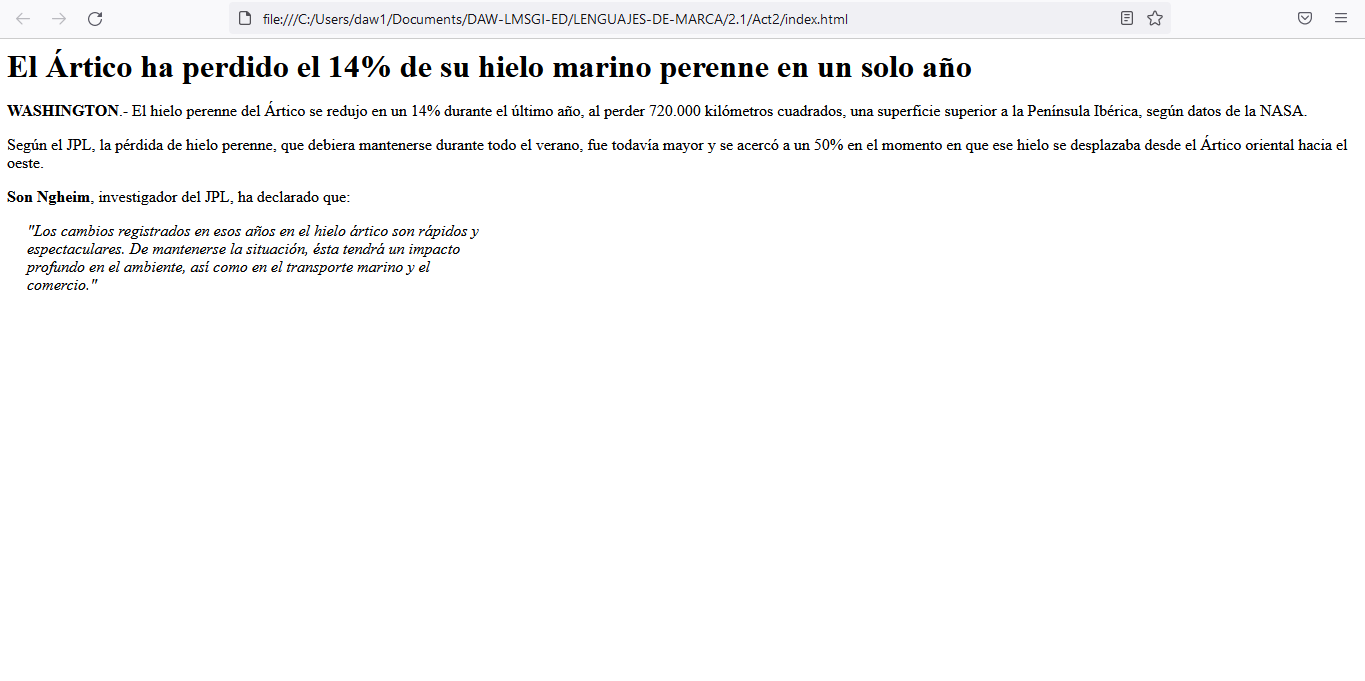 file:///C:/Users/daw1/Documents/DAW-LMSGI-ED/LENGUAJES-DE-MARCA/2.1/Act2/index.html
El Ártico ha perdido el 14% de su hielo marino perenne en un solo año
WASHINGTON.- El hielo perenne del Ártico se redujo en un 14% durante el último año, al perder 720.000 kilómetros cuadrados, una superficie superior a la Península Ibérica, según datos de la NASA.
Según el JPL, la pérdida de hielo perenne, que debiera mantenerse durante todo el verano, fue todavía mayor y se acercó a un 50% en el momento en que ese hielo se desplazaba desde el Ártico oriental hacia el
oeste.
Son Ngheim, investigador del JPL, ha declarado que:
"Los cambios registrados en esos años en el hielo ártico son rápidos y
espectaculares. De mantenerse la situación, ésta tendrá un impacto
profundo en el ambiente, así como en el transporte marino y el
comercio."